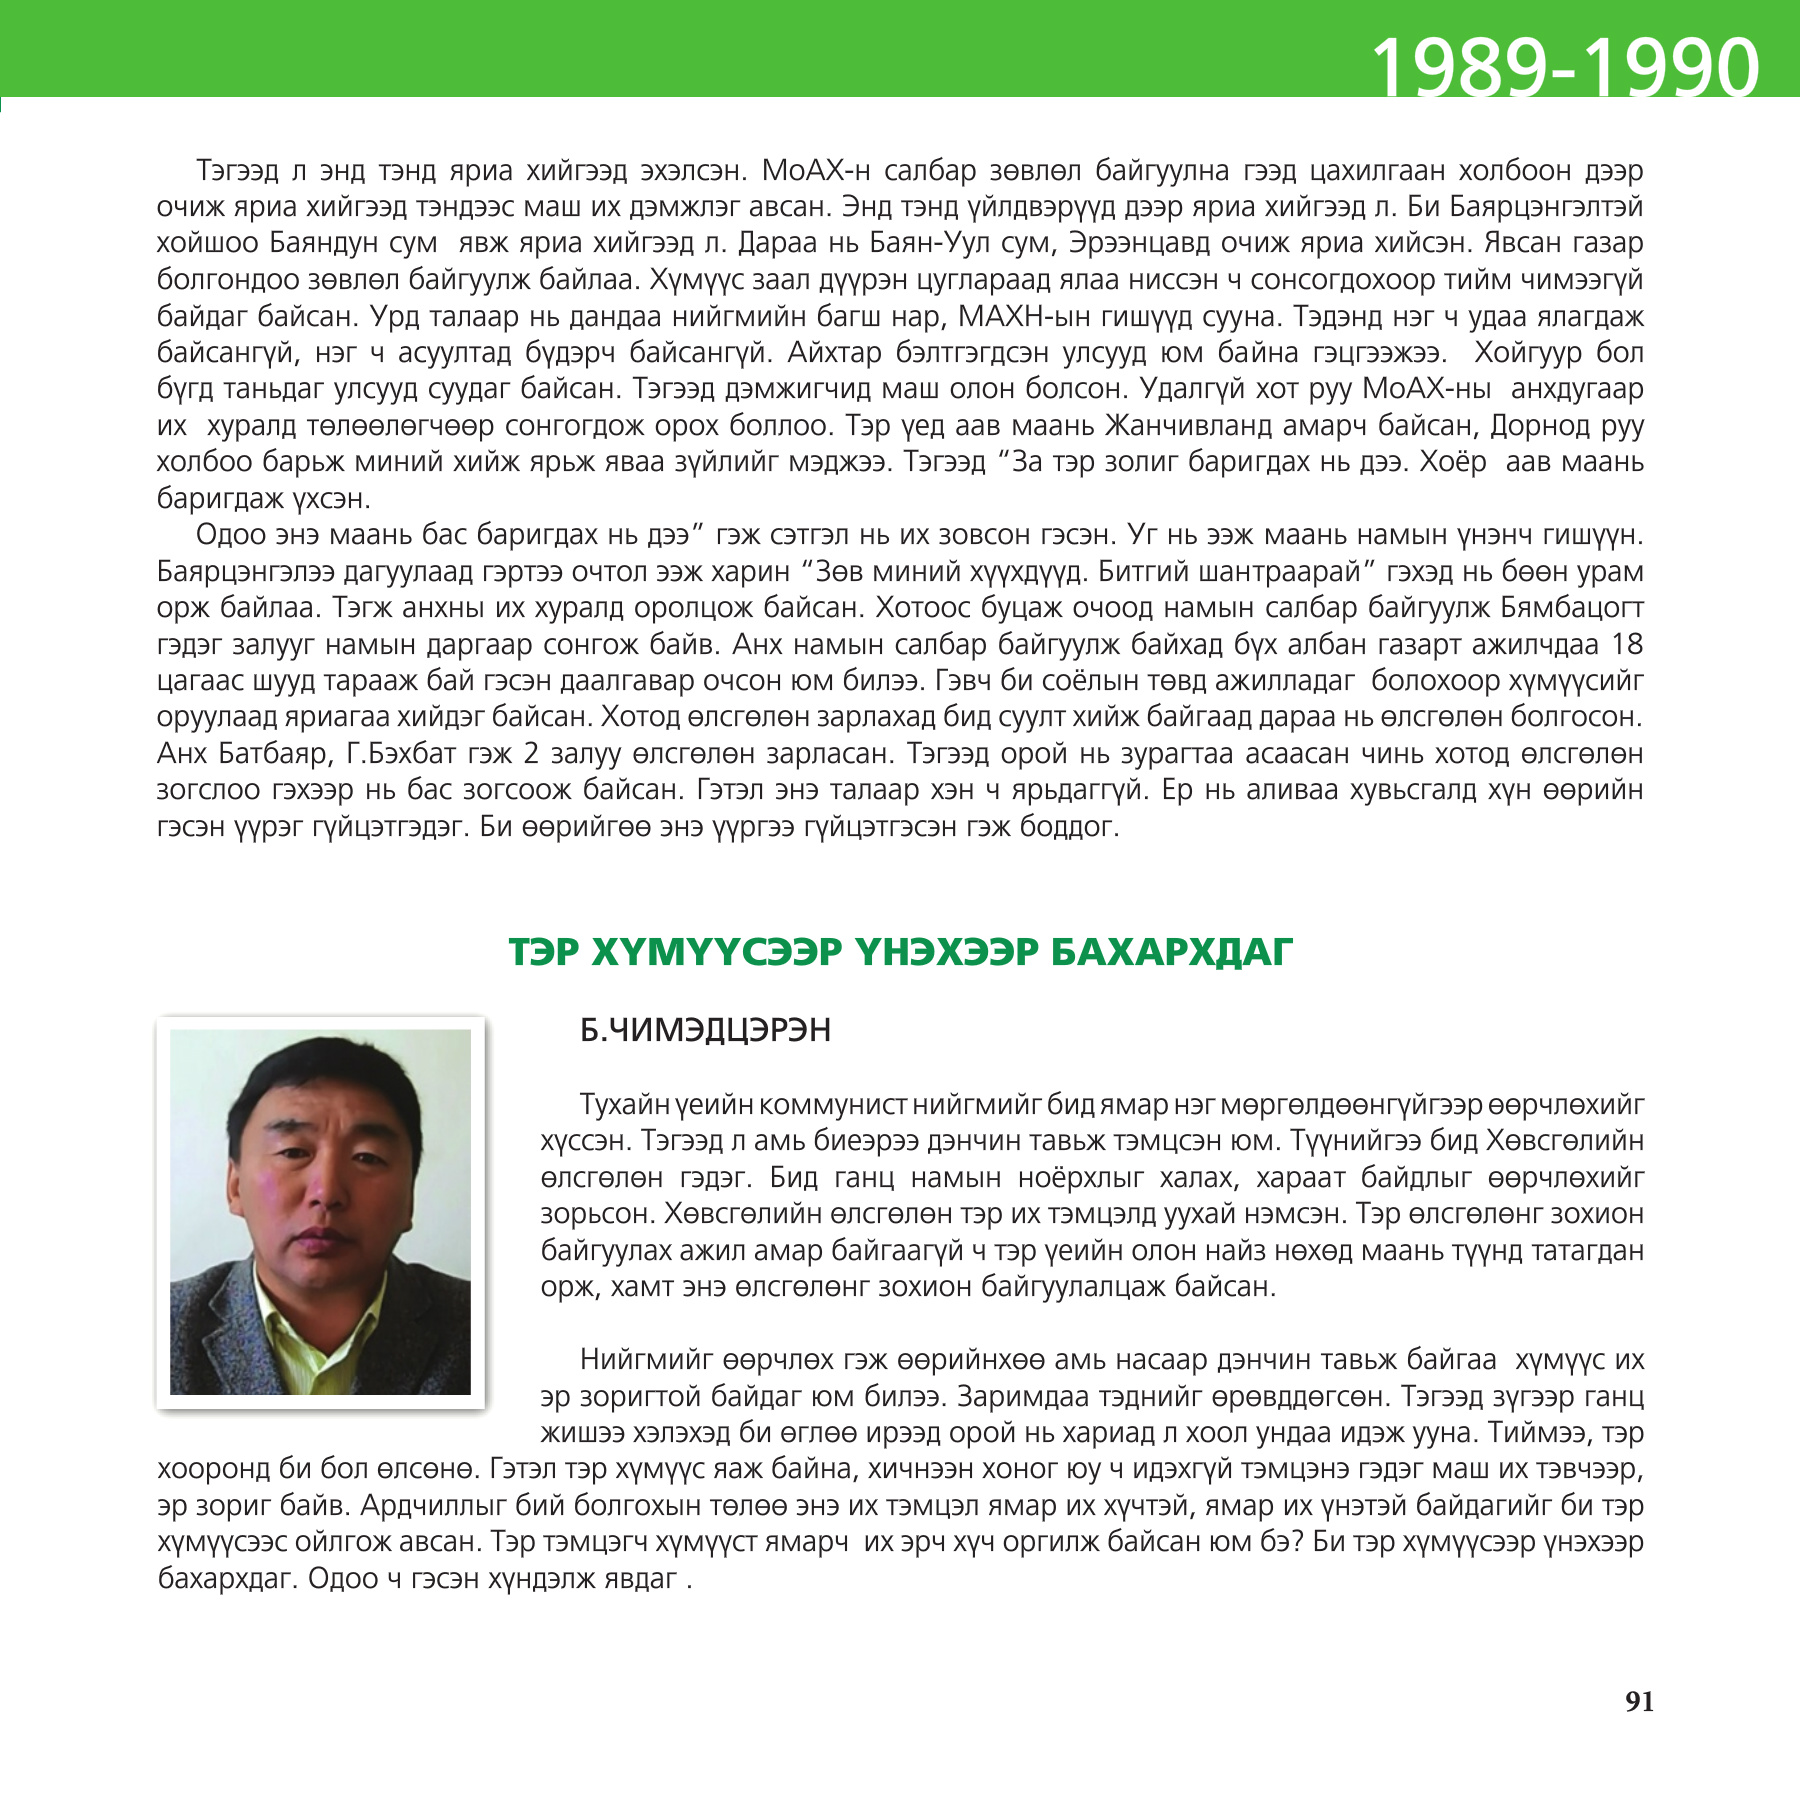 1989-1990
Тэгээд л энд тэнд яриа хийгээд эхэлсэн. МоАХ-н салбар зөвлөл байгуулна гээд цахилгаан холбоон дээр
очиж яриа хийгээд тэндээс маш их дэмжлэг авсан. Энд тэнд үйлдвэрүүд дээр яриа хийгээд л. Би Баярцэнгэлтэй
хойшоо Баяндун сум явж яриа хийгээд л. Дараа нь Баян-Уул сум, Эрээнцавд очиж яриа хийсэн. Явсан газар
болгондоо зөвлөл байгуулж байлаа. Хүмүүс заал дүүрэн цуглараад ялаа ниссэн ч сонсогдохоор тийм чимээгүй
байдаг байсан. Урд талаар нь дандаа нийгмийн багш нар, МАХН-ын гишүүд сууна. Тэдэнд нэг ч удаа ялагдаж
байсангүй, нэг ч асуултад бүдэрч байсангүй. Айхтар бэлтгэгдсэн улсууд юм байна гэцгээжээ. Хойгуур бол
бүгд таньдаг улсууд суудаг байсан. Тэгээд дэмжигчид маш олон болсон. Удалгүй хот руу МоАХ-ны анхдугаар
их хуралд төлөөлөгчөөр сонгогдож орох боллоо. Тэр үед аав маань Жанчивланд амарч байсан, Дорнод руу
холбоо барьж миний хийж ярьж яваа зүйлийг мэджээ. Тэгээд “За тэр золиг баригдах нь дээ. Хоёр аав маань
баригдаж үхсэн.
Одоо энэ маань бас баригдах нь дээ” гэж сэтгэл нь их зовсон гэсэн. Уг нь ээж маань намын үнэнч гишүүн.
Баярцэнгэлээ дагуулаад гэртээ очтол ээж харин “Зөв миний хүүхдүүд. Битгий шантраарай” гэхэд нь бөөн урам
орж байлаа. Тэгж анхны их хуралд оролцож байсан. Хотоос буцаж очоод намын салбар байгуулж Бямбацогт
гэдэг залууг намын даргаар сонгож байв. Анх намын салбар байгуулж байхад бүх албан газарт ажилчдаа 18
цагаас шууд тарааж бай гэсэн даалгавар очсон юм билээ. Гэвч би соёлын төвд ажилладаг болохоор хүмүүсийг
оруулаад яриагаа хийдэг байсан. Хотод өлсгөлөн зарлахад бид суулт хийж байгаад дараа нь өлсгөлөн болгосон.
Анх Батбаяр, Г.Бэхбат гэж 2 залуу өлсгөлөн зарласан. Тэгээд орой нь зурагтаа асаасан чинь хотод өлсгөлөн
зогслоо гэхээр нь бас зогсоож байсан. Гэтэл энэ талаар хэн ч ярьдаггүй. Ер нь аливаа хувьсгалд хүн өөрийн
гэсэн үүрэг гүйцэтгэдэг. Би өөрийгөө энэ үүргээ гүйцэтгэсэн гэж боддог.
ТЭР ХҮМҮҮСЭЭР ҮНЭХЭЭР БАХАРХДАГ
Б.ЧИМЭДЦЭРЭН
Тухайн үеийн коммунист нийгмийг бид ямар нэг мөргөлдөөнгүйгээр өөрчлөхийг
хүссэн. Тэгээд л амь биеэрээ дэнчин тавьж тэмцсэн юм. Түүнийгээ бид Хөвсгөлийн
өлсгөлөн гэдэг. Бид ганц намын ноёрхлыг халах, хараат байдлыг өөрчлөхийг
зорьсон. Хөвсгөлийн өлсгөлөн тэр их тэмцэлд уухай нэмсэн. Тэр өлсгөлөнг зохион
байгуулах ажил амар байгаагүй ч тэр үеийн олон найз нөхөд маань түүнд татагдан
орж, хамт энэ өлсгөлөнг зохион байгуулалцаж байсан.
Нийгмийг өөрчлөх гэж өөрийнхөө амь насаар дэнчин тавьж байгаа хүмүүс их
эр зоригтой байдаг юм билээ. Заримдаа тэднийг өрөвддөгсөн. Тэгээд зүгээр ганц
жишээ хэлэхэд би өглөө ирээд орой нь хариад л хоол ундаа идэж ууна. Тиймээ, тэр
хооронд би бол өлсөнө. Гэтэл тэр хүмүүс яаж байна, хичнээн хоног юу ч идэхгүй тэмцэнэ гэдэг маш их тэвчээр,
эр зориг байв. Ардчиллыг бий болгохын төлөө энэ их тэмцэл ямар их хүчтэй, ямар их үнэтэй байдагийг би тэр
хүмүүсээс ойлгож авсан. Тэр тэмцэгч хүмүүст ямарч их эрч хүч оргилж байсан юм бэ? Би тэр хүмүүсээр үнэхээр
бахархдаг. Одоо ч гэсэн хүндэлж явдаг .
91